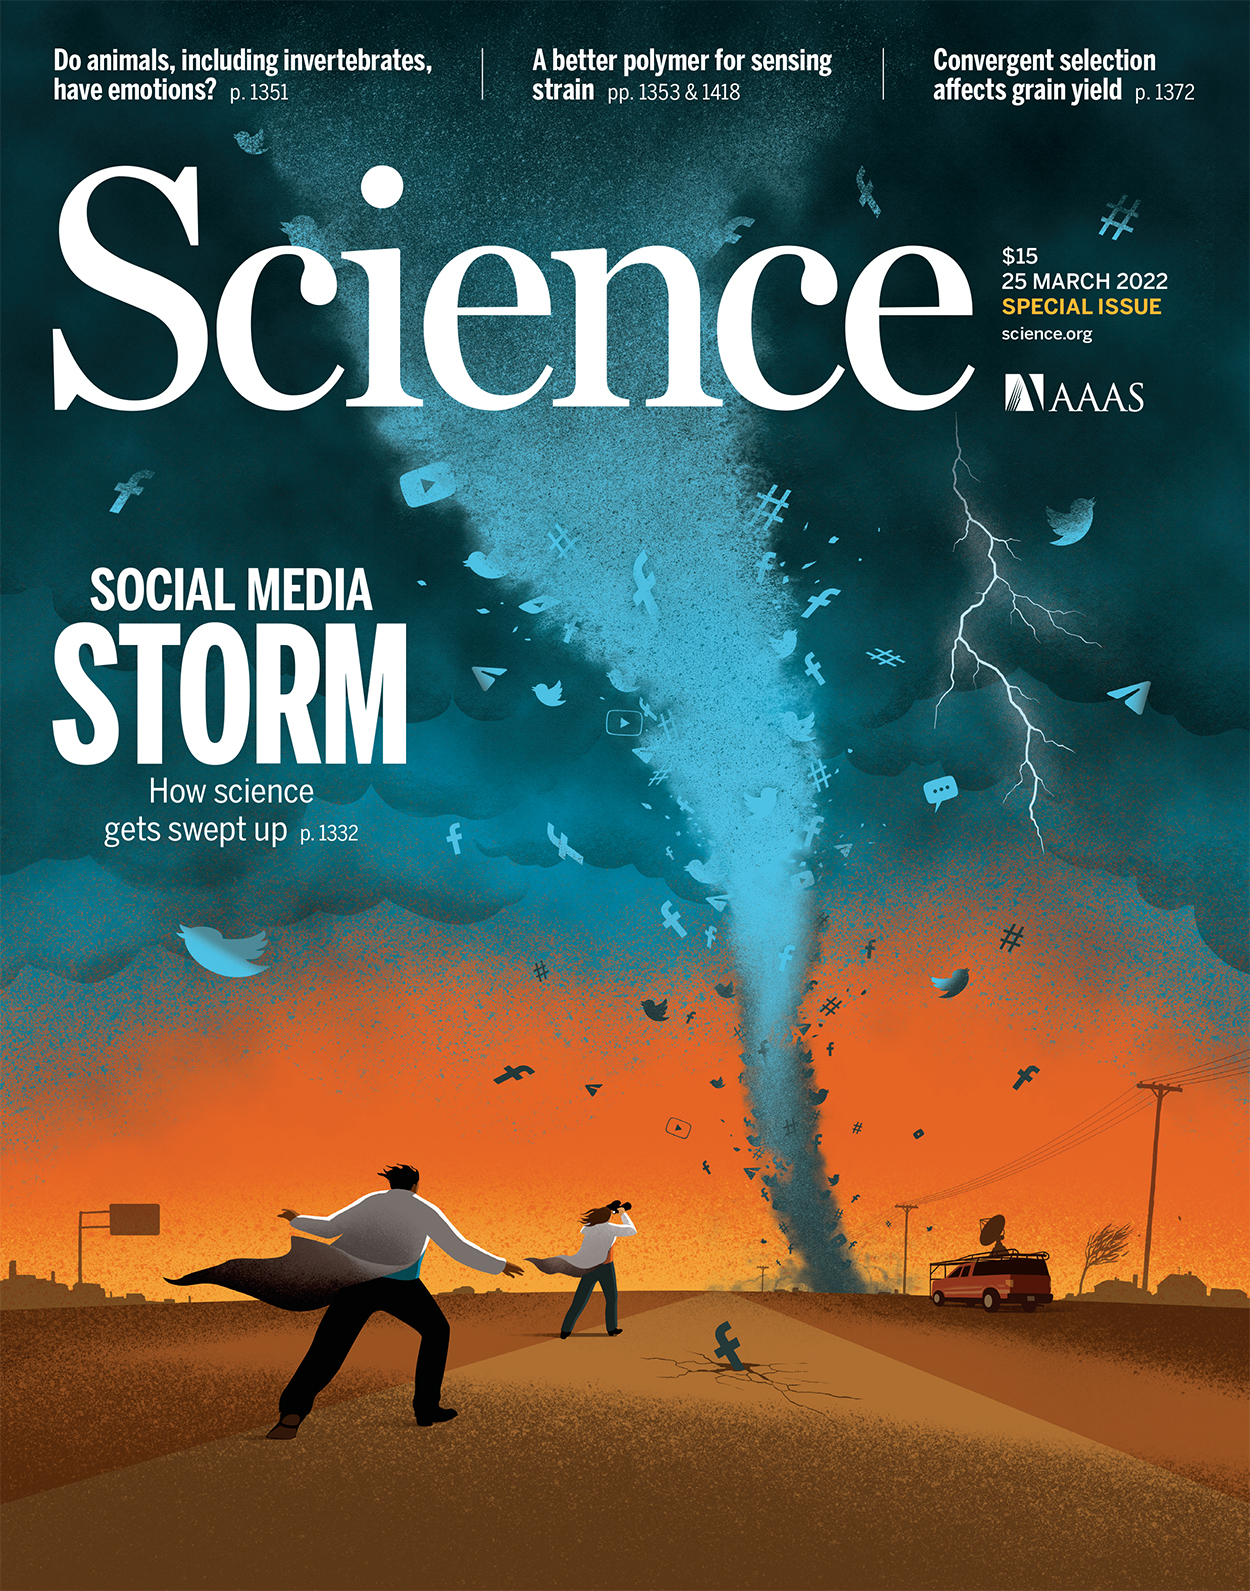 Do animals, including invertebrates,
have emotions? p. 1351
A better polymer for sensing
strain pp. 1353 & 1418
Convergent selection
affects grain yield p. 1372
Science
$15
25 MARCH 2022
SPECIAL ISSUE
science.org
AAAS
SOCIAL MEDIA
STORM
How science
gets swept up p. 1332